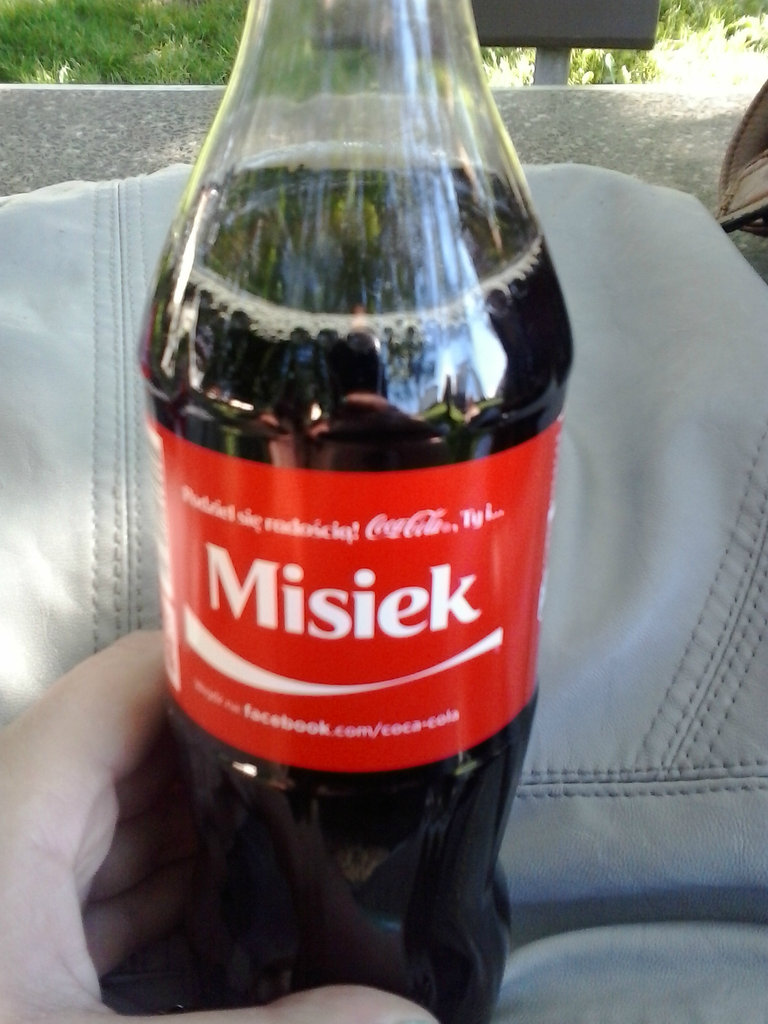 Podziel się radością! Coca-Cola, Ty i...
Misiek
facebook.com/coca-cola